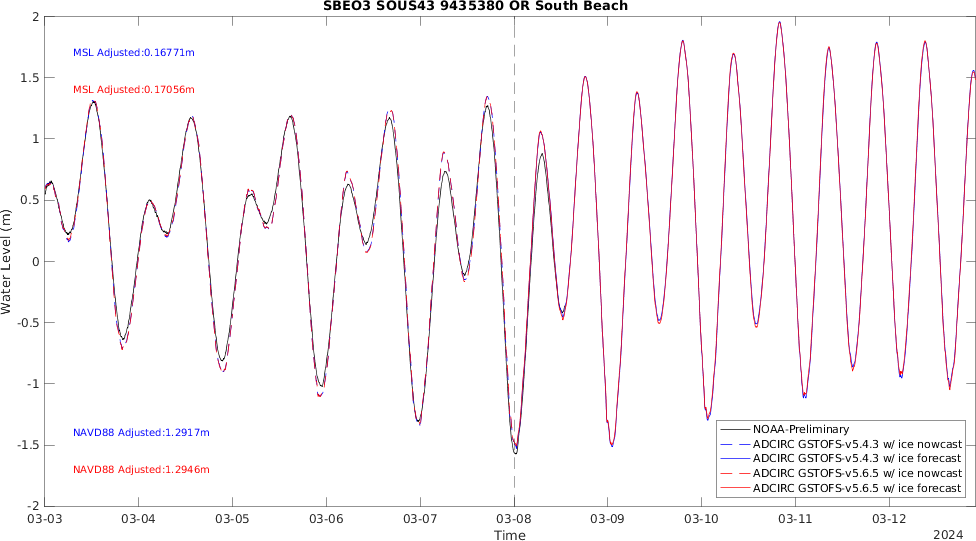 SBEO3 SOUS43 9435380 OR South Beach
MSL Adjusted:0.16771m
MSL Adjusted:0.17056m
NAVD88 Adjusted:1.2917m
NAVD88 Adjusted:1.2946m
Water Level (m)
2
1.5
1
0.5
0
-0.5
-1
-1.5
-2
NOAA-Preliminary
ADCIRC GSTOFS-v5.4.3 w/ ice nowcast
ADCIRC GSTOFS-v5.4.3 w/ ice forecast
ADCIRC GSTOFS-v5.6.5 w/ ice nowcast
ADCIRC GSTOFS-v5.6.5 w/ ice forecast
03-03 03-04 03-05 03-06 03-07 03-08 03-09 03-10 03-11 03-12
Time
2024